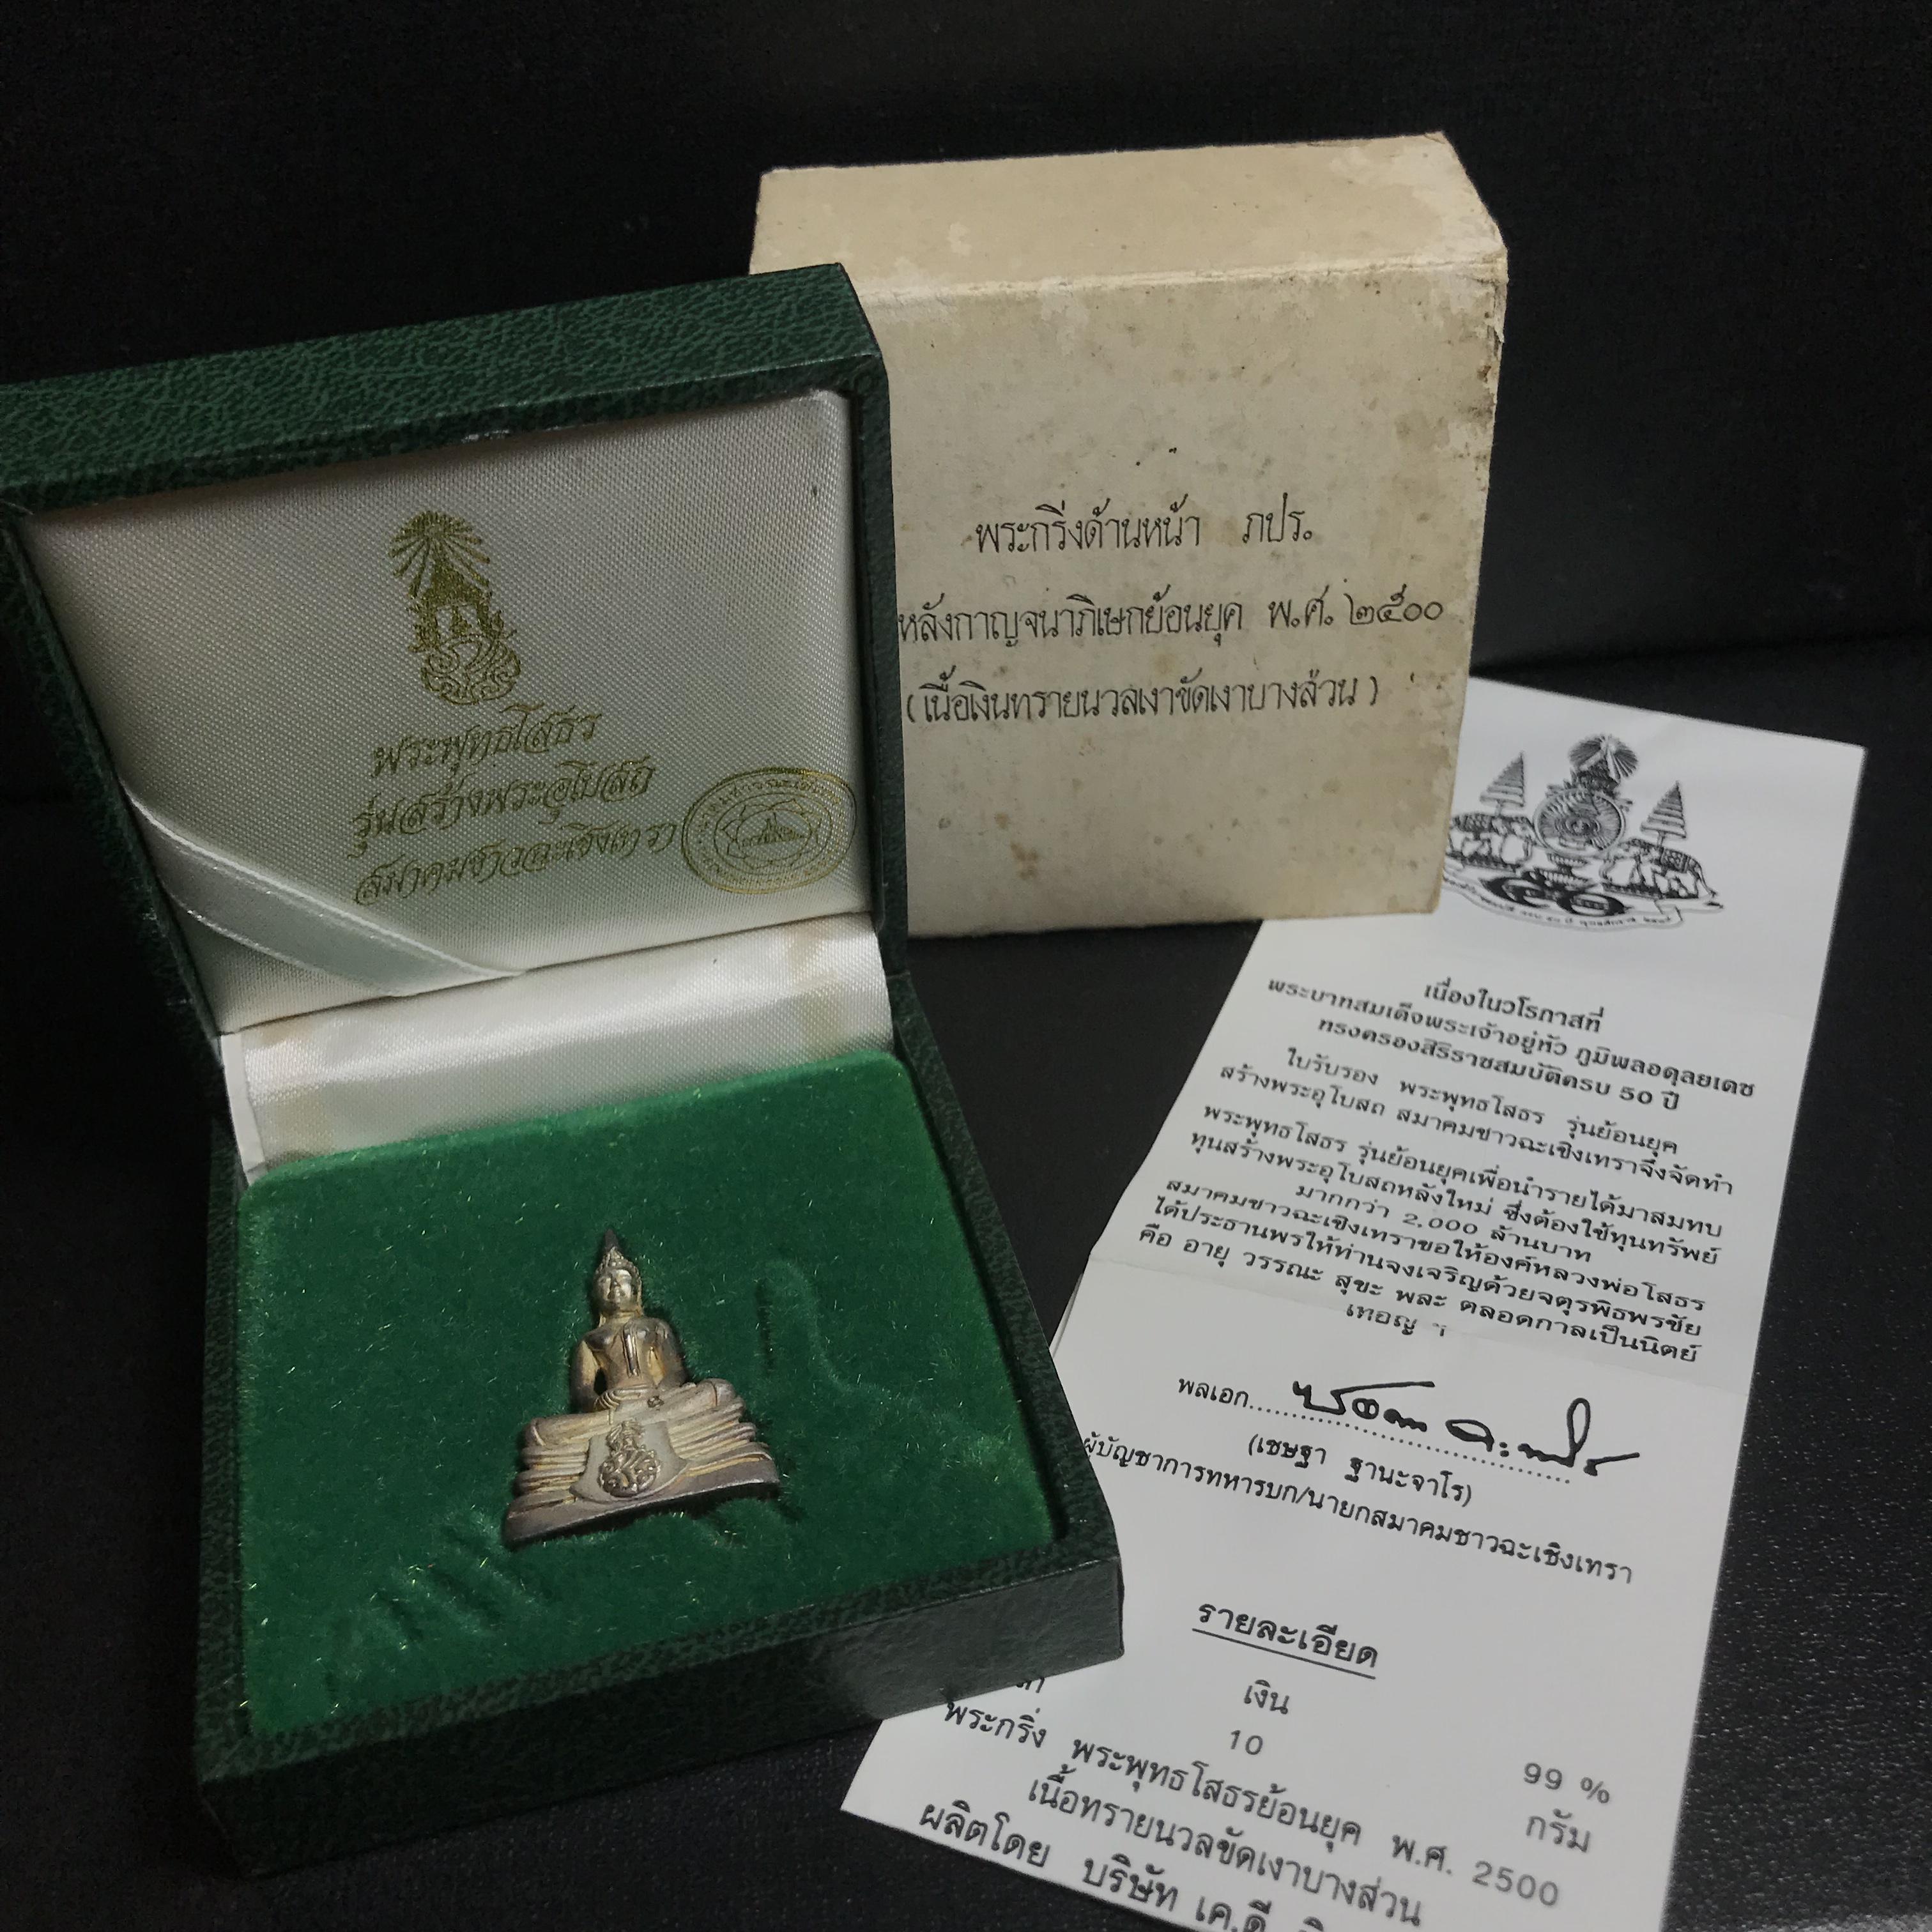 พระพุทธโสธร
รุ่นสร้างพระอุโบสถ
สมาคมชาวฉะเชิงเทรา
พระกริ่งด้านหน้า ภปร.
หลังกาญจนาภิเษกย้อนยุค พ.ศ. ๒๕๐๐
(เนื้อเงินทรายนวลเงาขัดเงาบางส่วน)
เนื่องในวโรกาสที่
พระบาทสมเด็จพระเจ้าอยู่หัว ภูมิพลอดุลยเดช
ทรงครองสิริราชสมบัติครบ 50 ปี
ใบรับรอง พระพุทธโสธร รุ่นย้อนยุค
สร้างพระอุโบสถ สมาคมชาวฉะเชิงเทราจึงจัดทำ
พระพุทธโสธร รุ่นย้อนยุคเพื่อนำรายได้มาสมทบ
ทุนสร้างพระอุโบสถหลังใหม่ ซึ่งต้องใช้ทุนทรัพย์
มากกว่า 2,000 ล้านบาท
สมาคมชาวฉะเชิงเทราขอให้องค์หลวงพ่อโสธร
ได้ประธานพรให้ท่านจงเจริญด้วยจตุรพิธพรชัย
คือ อายุ วรรณะ สุขะ พละ ตลอดกาลเป็นนิตย์
เทอญ ฯ
พลเอก
(เชษฐา ฐานะจาโร)
ผู้บัญชาการทหารบก/นายกสมาคมชาวฉะเชิงเทรา
รายละเอียด
เงิน 99 %
10 กรัม
พระกริ่ง พระพุทธโสธรย้อนยุค พ.ศ. 2500
เนื้อทรายนวลขัดเงาบางส่วน
ผลิตโดย บริษัท เค.ดี.